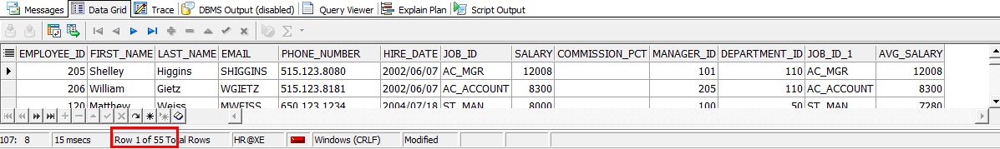 Messages Data Grid Trace DBMS Output (disabled) Query Viewer Explain Plan Script Output
EMPLOYEE_ID FIRST_NAME LAST_NAME EMAIL PHONE_NUMBER HIRE_DATE JOB_ID SALARY COMMISSION_PCT MANAGER_ID DEPARTMENT_ID JOB_ID_1 AVG_SALARY
205 Shelley Higgins SHIGGINS 515.123.8080 2002/06/07 AC_MGR 12008 101 110 AC_MGR 12008
206 William Gietz WGIETZ 515.123.8181 2002/06/07 AC_ACCOUNT 8300 205 110 AC_ACCOUNT 8300
120 Matthew Weiss MWEISS 650.123.1234 2004/07/18 ST_MAN 8000 100 50 ST_MAN 7280
107: 8 15 msecs Row 1 of 55 Total Rows HR@XE Windows (CRLF) Modified